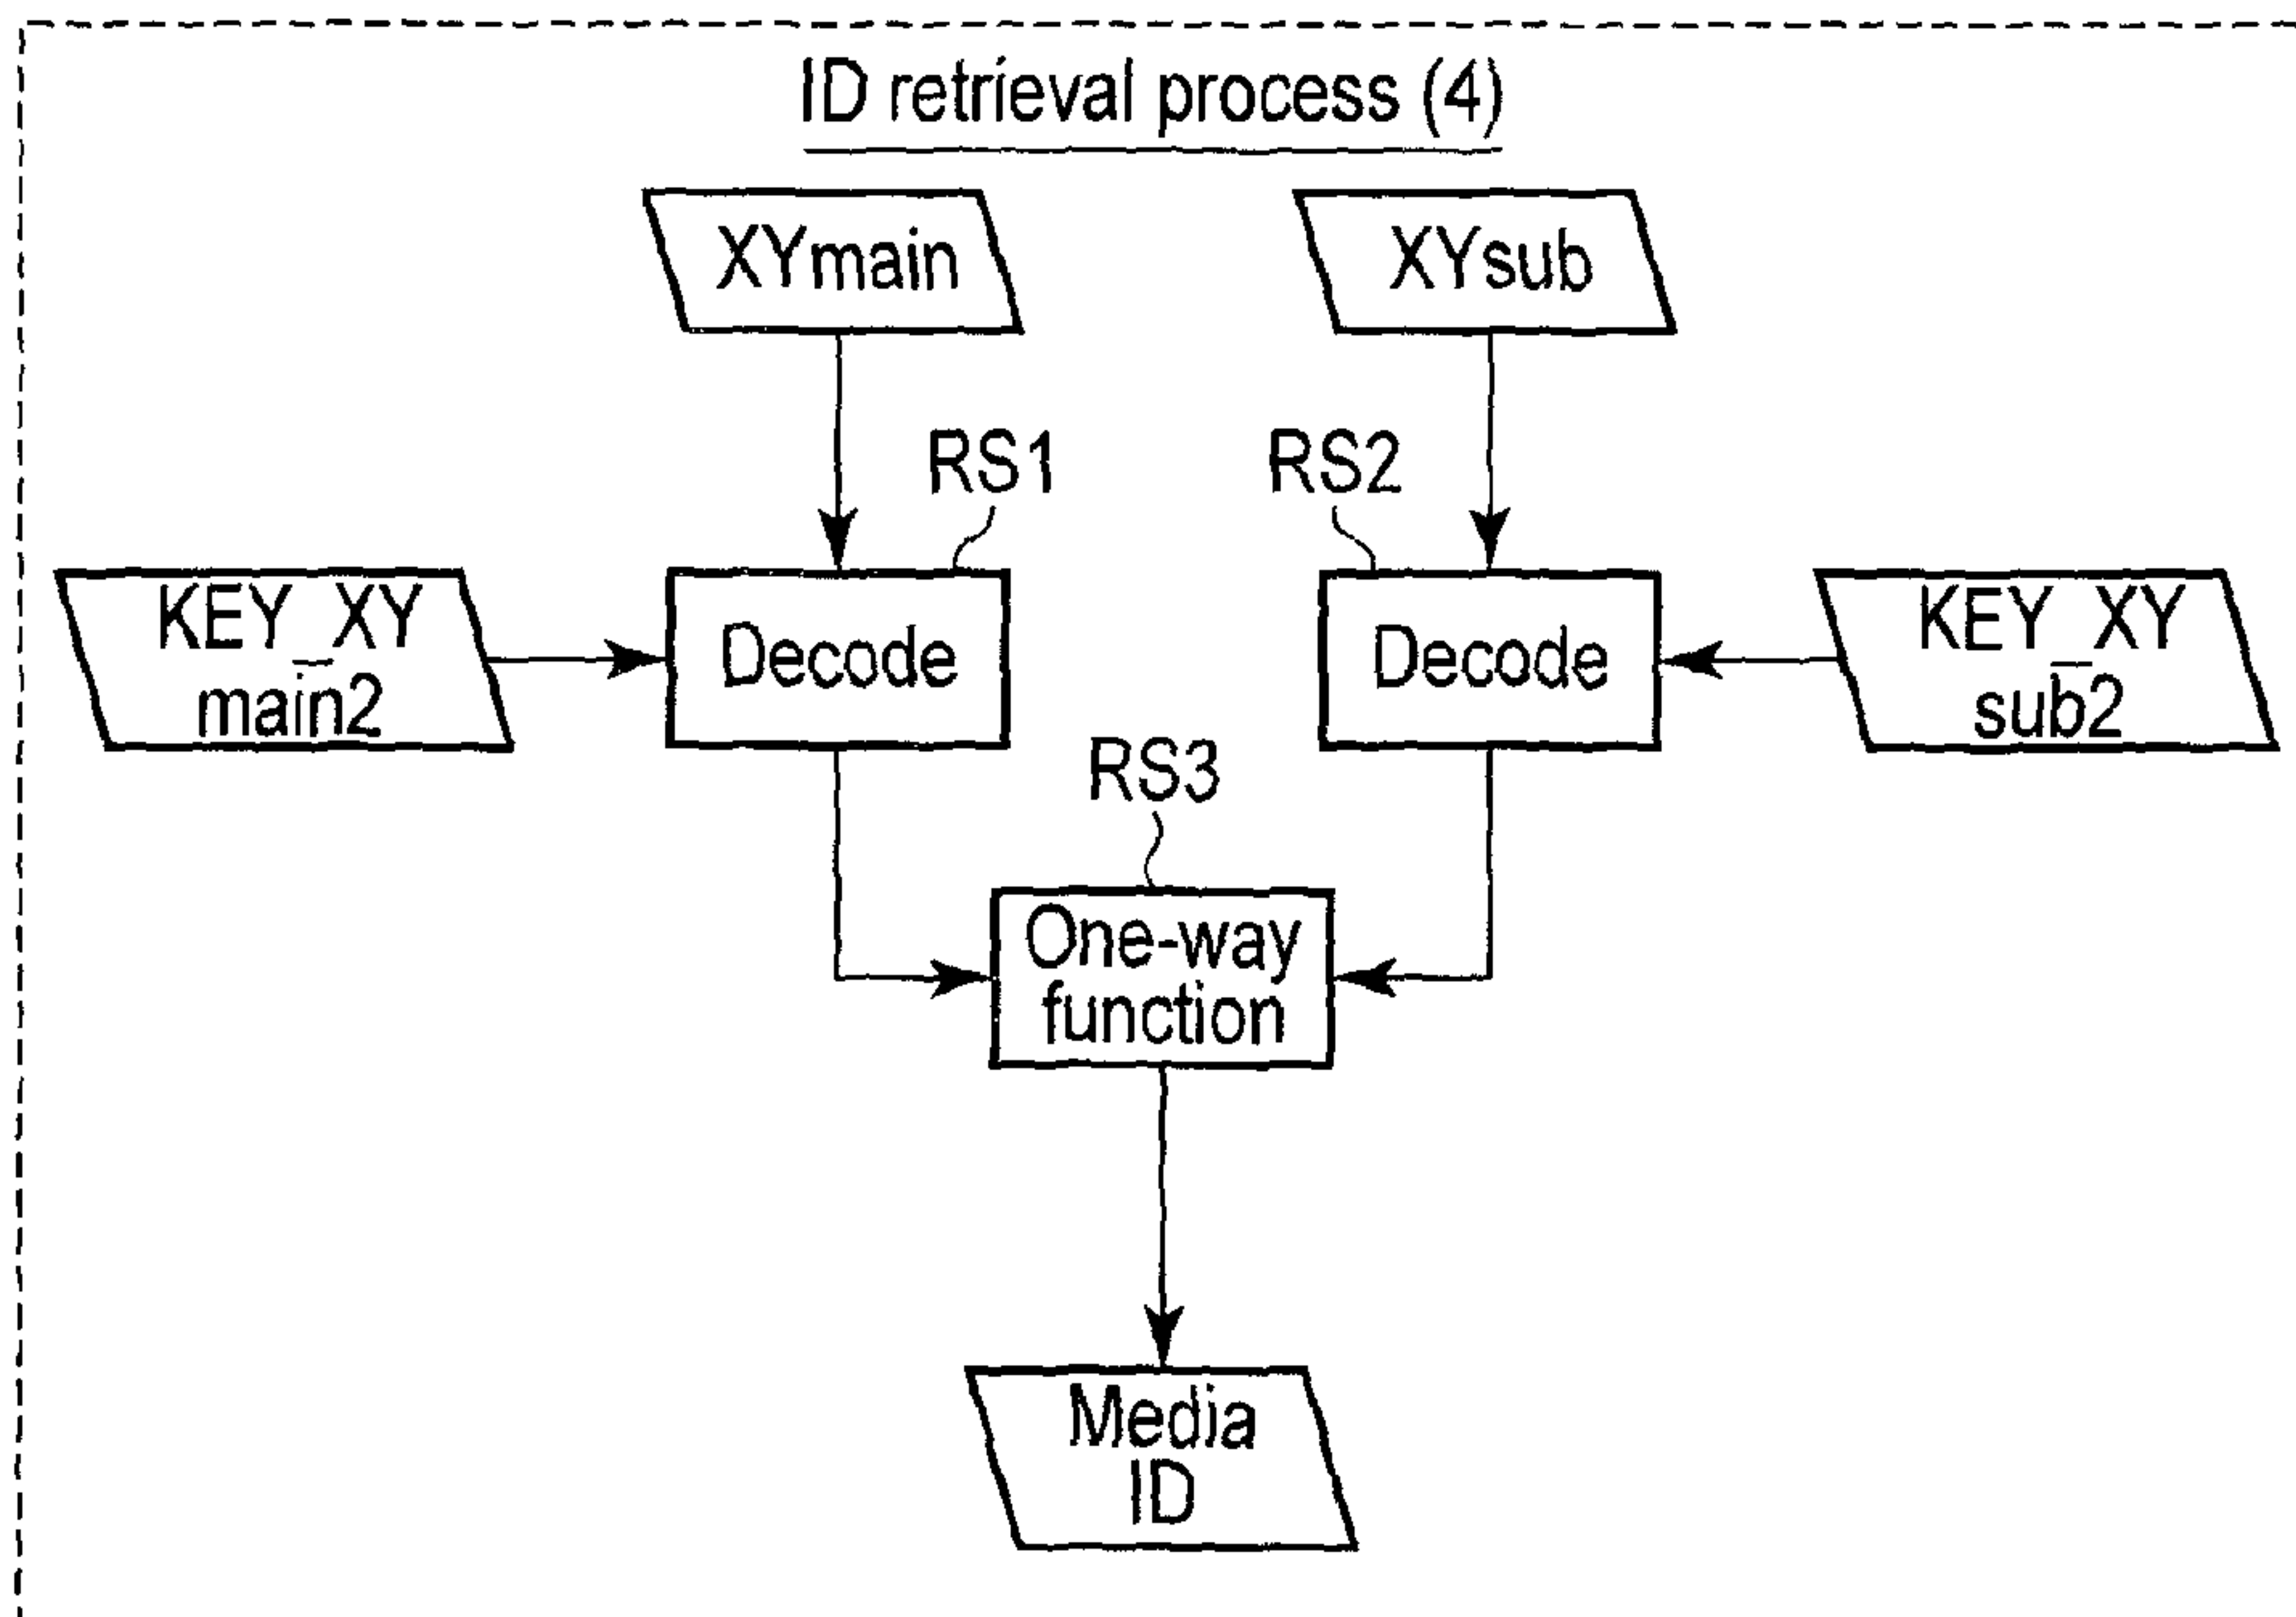 ID retrieval process (4)
XYmain
XYsub
RS1
RS2
KEY_XY
main2
Decode
Decode
KEY_XY
sub2
RS3
One-way
function
Media
ID